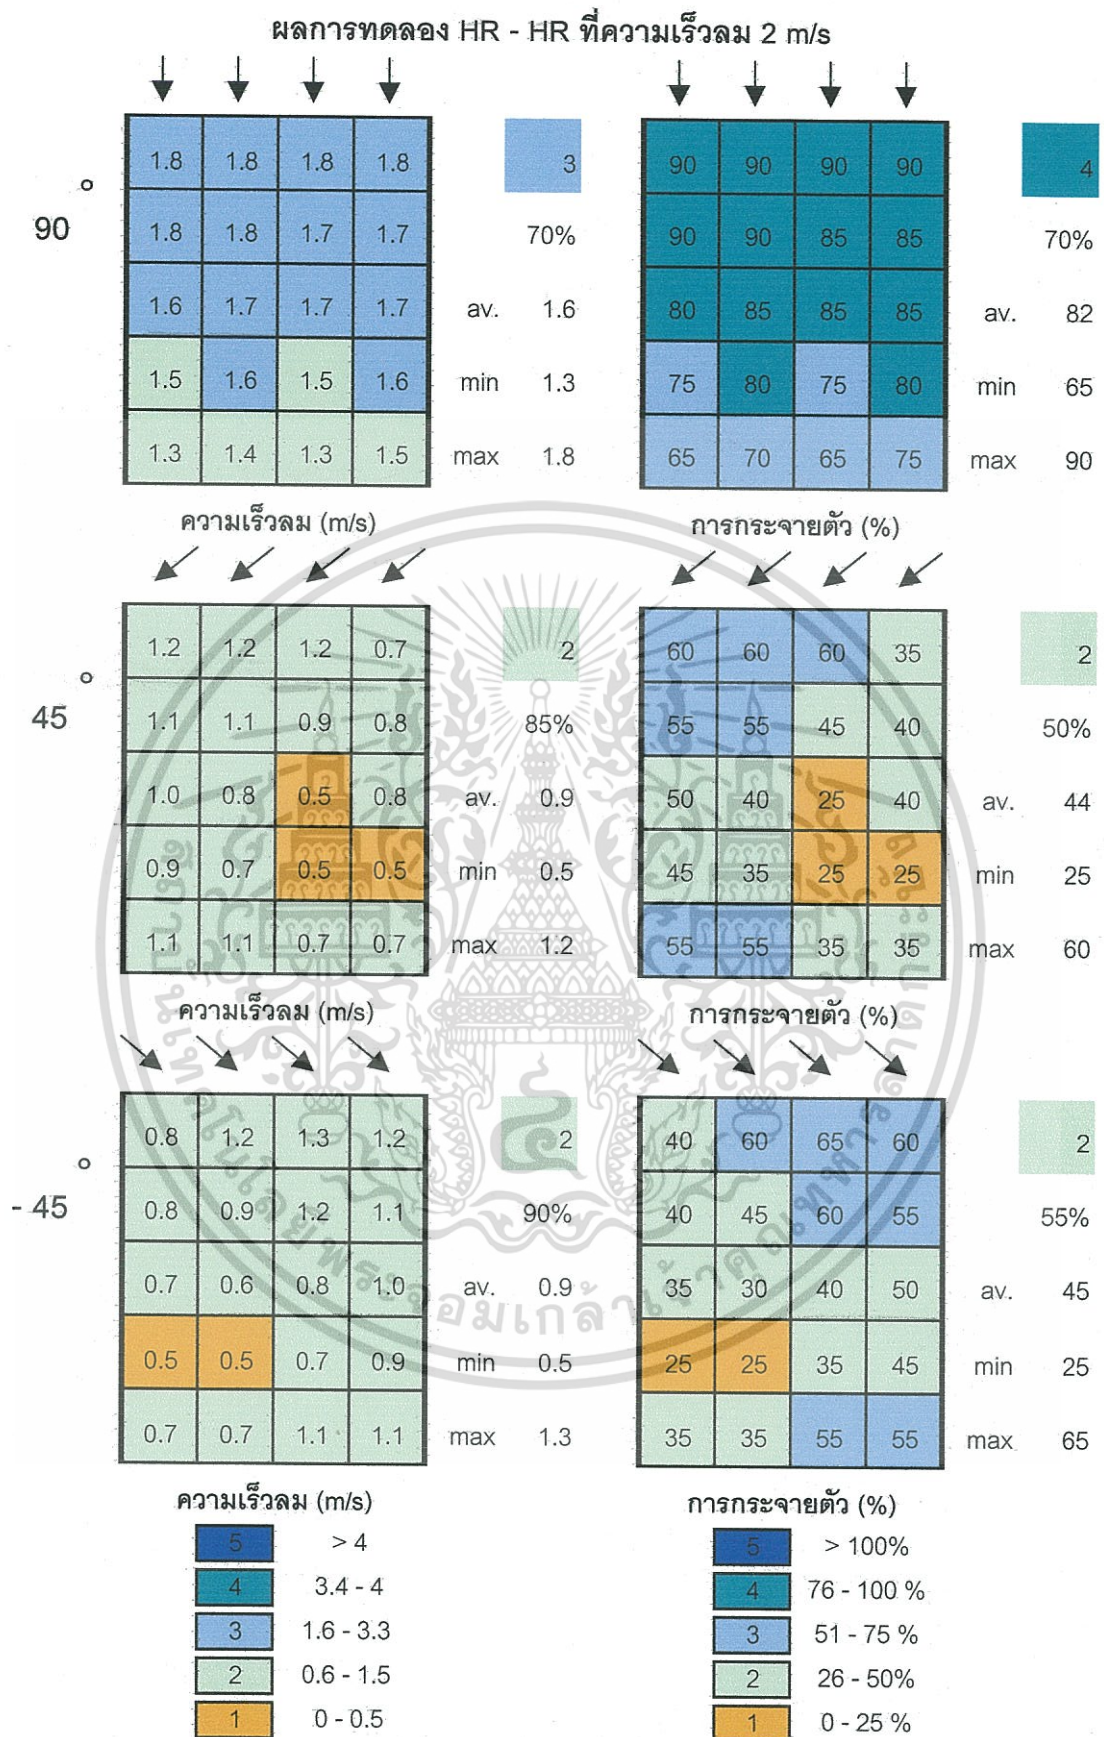 ผลการทดลอง HR - HR ที่ความเร็วลม 2 m/s
1.8 1.8 1.8 1.8 3 90 90 90 90 4
90°
1.8 1.8 1.7 1.7 70% 90 90 85 85 70%
1.6 1.7 1.7 1.7 av. 1.6 80 85 85 85 av. 82
1.5 1.6 1.5 1.6 min 1.3 75 80 75 80 min 65
1.3 1.4 1.3 1.5 max 1.8 65 70 65 75 max 90
ความเร็วลม (m/s) การกระจายตัว (%)
1.2 1.2 1.2 0.7 2 60 60 60 35 2
45°
1.1 1.1 0.9 0.8 85% 55 55 45 40 50%
1.0 0.8 0.5 0.8 av. 0.9 50 40 25 40 av. 44
0.9 0.7 0.5 0.5 min 0.5 45 35 25 25 min 25
1.1 1.1 0.7 0.7 max 1.2 55 55 35 35 max 60
ความเร็วลม (m/s) การกระจายตัว (%)
0.8 1.2 1.3 1.2 2 40 60 65 60 2
- 45°
0.8 0.9 1.2 1.1 90% 40 45 60 55 55%
0.7 0.6 0.8 1.0 av. 0.9 35 30 40 50 av. 45
0.5 0.5 0.7 0.9 min 0.5 25 25 35 45 min 25
0.7 0.7 1.1 1.1 max 1.3 35 35 55 55 max 65
ความเร็วลม (m/s) การกระจายตัว (%)
5 > 4 5 > 100%
4 3.4 - 4 4 76 - 100 %
3 1.6 - 3.3 3 51 - 75 %
2 0.6 - 1.5 2 26 - 50%
1 0 - 0.5 1 0 - 25 %